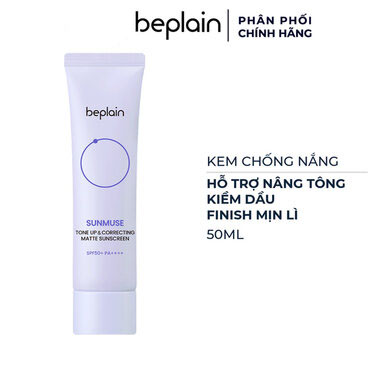 beplain
PHÂN PHỐI
CHÍNH HÃNG
beplain
SUNMUSE
TONE UP & CORRECTING
MATTE SUNSCREEN
SPF50+ PA++++
KEM CHỐNG NẮNG
HỖ TRỢ NÂNG TÔNG
KIỀM DẦU
FINISH MỊN LÌ
50ML